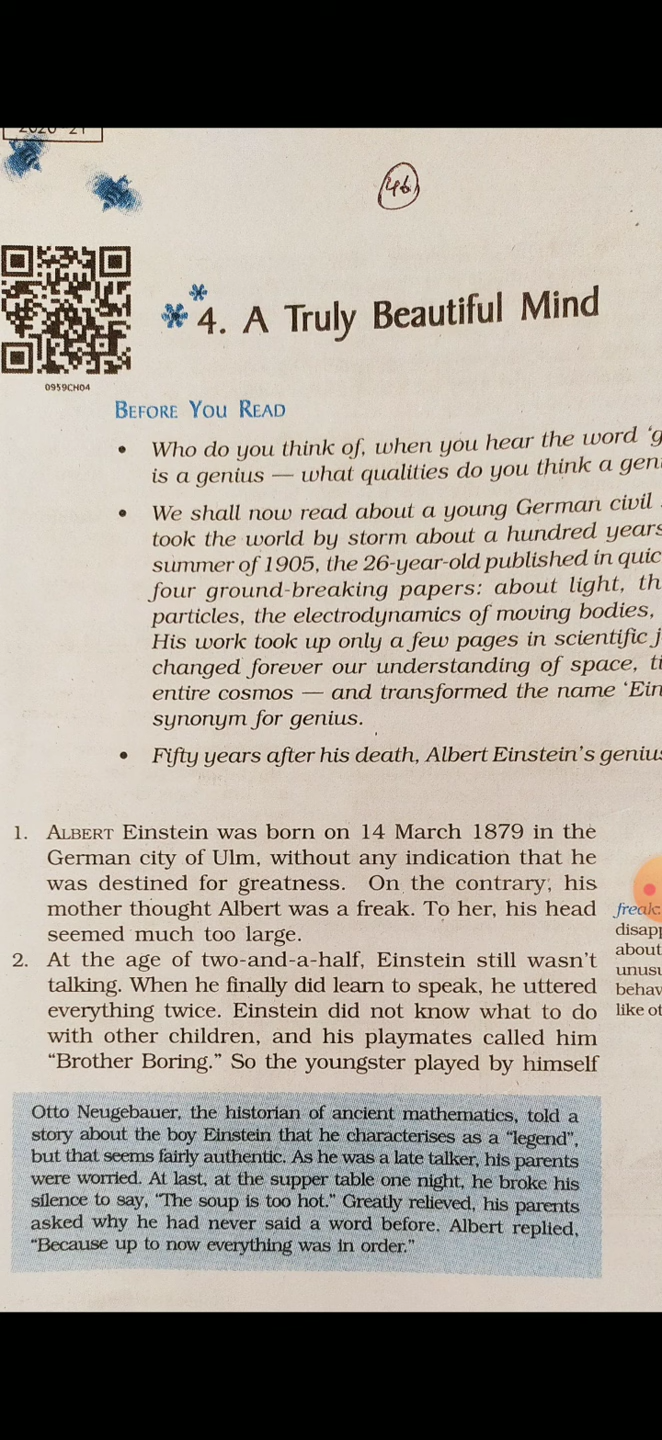 46
0959CH04
4. A Truly Beautiful Mind
BEFORE YOU READ
• Who do you think of, when you hear the word ‘g
is a genius — what qualities do you think a gen
• We shall now read about a young German civil
took the world by storm about a hundred years
summer of 1905, the 26-year-old published in quic
four ground-breaking papers: about light, th
particles, the electrodynamics of moving bodies,
His work took up only a few pages in scientific j
changed forever our understanding of space, ti
entire cosmos — and transformed the name ‘Ein
synonym for genius.
• Fifty years after his death, Albert Einstein’s genius
1. ALBERT Einstein was born on 14 March 1879 in the
German city of Ulm, without any indication that he
was destined for greatness. On the contrary, his
mother thought Albert was a freak. To her, his head
seemed much too large.
freak:
disapp
about
unusu
behav
like ot
2. At the age of two-and-a-half, Einstein still wasn’t
talking. When he finally did learn to speak, he uttered
everything twice. Einstein did not know what to do
with other children, and his playmates called him
“Brother Boring.” So the youngster played by himself
Otto Neugebauer, the historian of ancient mathematics, told a
story about the boy Einstein that he characterises as a “legend”,
but that seems fairly authentic. As he was a late talker, his parents
were worried. At last, at the supper table one night, he broke his
silence to say, “The soup is too hot.” Greatly relieved, his parents
asked why he had never said a word before. Albert replied,
“Because up to now everything was in order.”